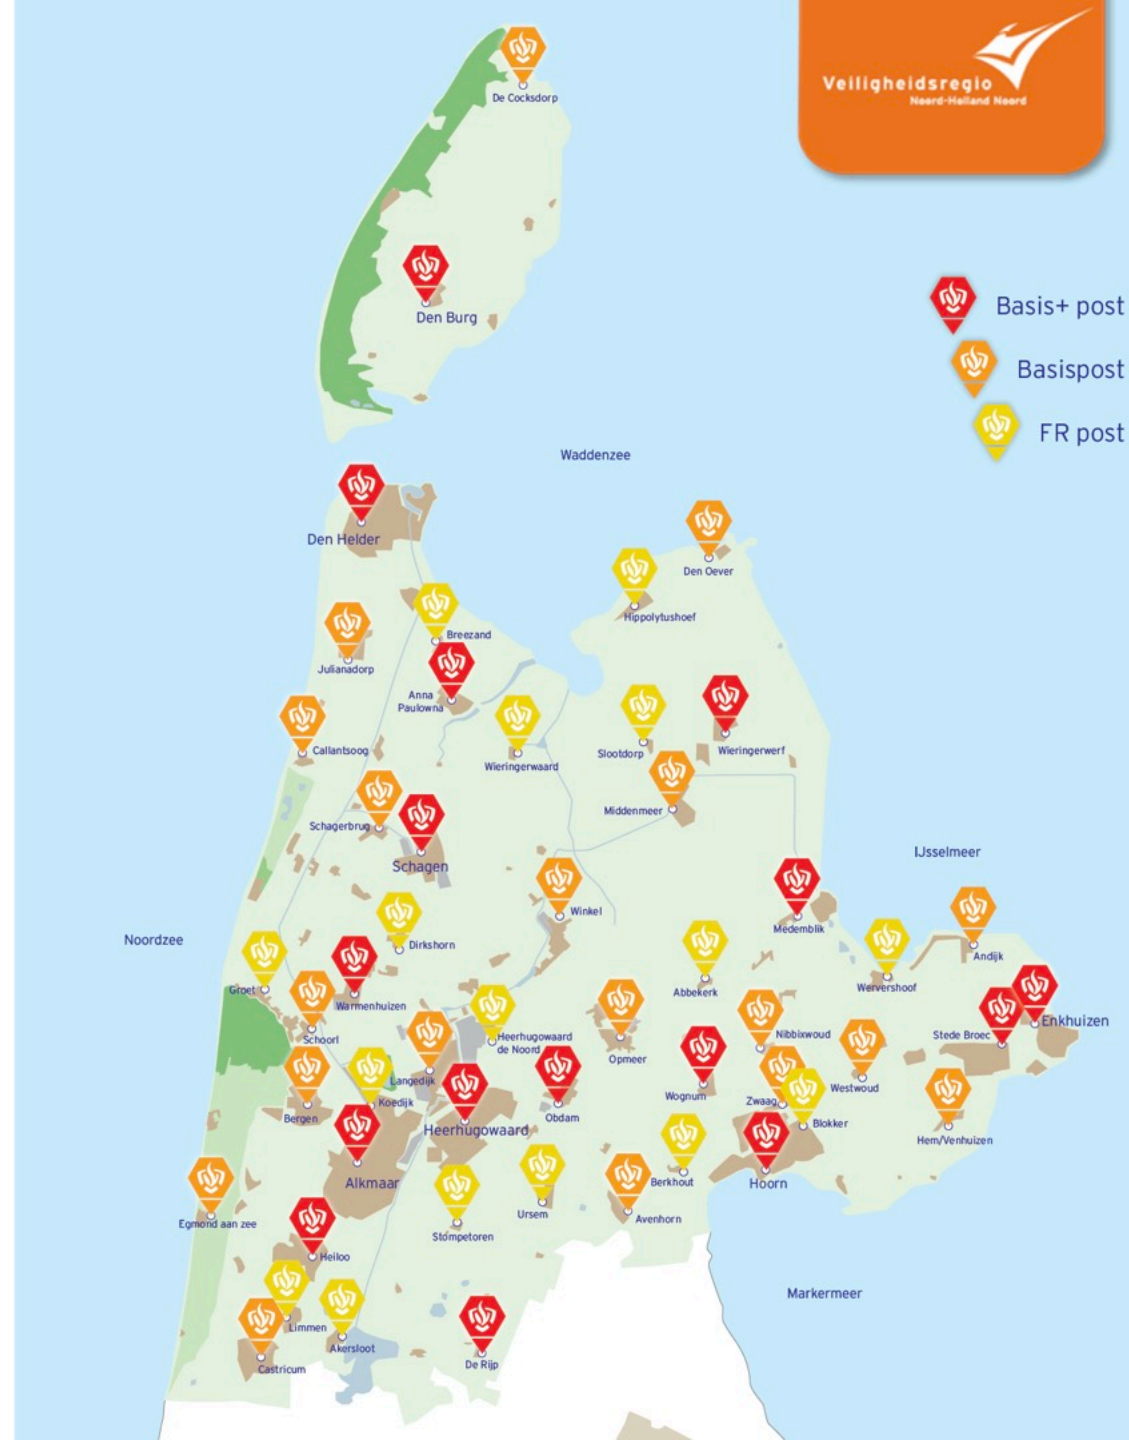 Veiligheidsregio
Noord-Holland Noord
De Cocksdorp
Den Burg
Basis+ post
Basispost
FR post
Waddenzee
Den Helder
Den Oever
Hippolytushoef
Breezand
Julianadorp
Anna
Paulowna
Callantsoog
Wieringerwaard
Slootdorp
Wieringerwerf
Middenmeer
Schagerbrug
Schagen
IJsselmeer
Winkel
Medemblik
Noordzee
Dirkshorn
Andijk
Groet
Warmenhuizen
Abbekerk
Wervershoof
Enkhuizen
Stede Broec
Schoorl
Heerhugowaard
de Noord
Opmeer
Nibbixwoud
Langedijk
Westwoud
Wognum
Zwaag
Koedijk
Bergen
Obdam
Blokker
Heerhugowaard
Hem/Venhuizen
Alkmaar
Berkhout
Hoorn
Egmond aan zee
Stompetoren
Ursem
Avenhorn
Heiloo
Markermeer
Limmen
Akersloot
De Rijp
Castricum